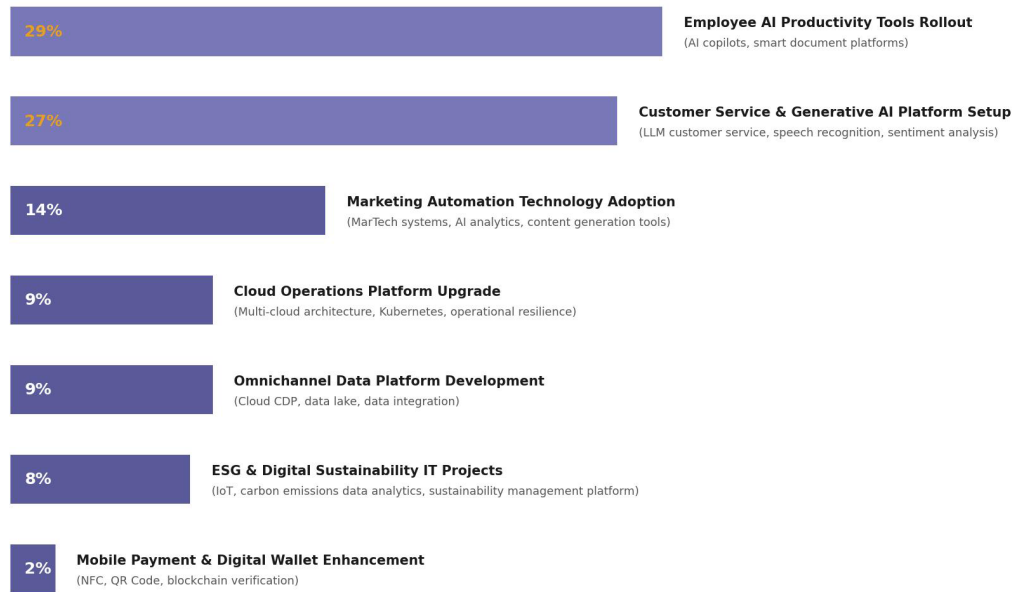 29%
Employee AI Productivity Tools Rollout
(AI copilots, smart document platforms)
27%
Customer Service & Generative AI Platform Setup
(LLM customer service, speech recognition, sentiment analysis)
14%
Marketing Automation Technology Adoption
(MarTech systems, AI analytics, content generation tools)
9%
Cloud Operations Platform Upgrade
(Multi-cloud architecture, Kubernetes, operational resilience)
9%
Omnichannel Data Platform Development
(Cloud CDP, data lake, data integration)
8%
ESG & Digital Sustainability IT Projects
(IoT, carbon emissions data analytics, sustainability management platform)
2%
Mobile Payment & Digital Wallet Enhancement
(NFC, QR Code, blockchain verification)